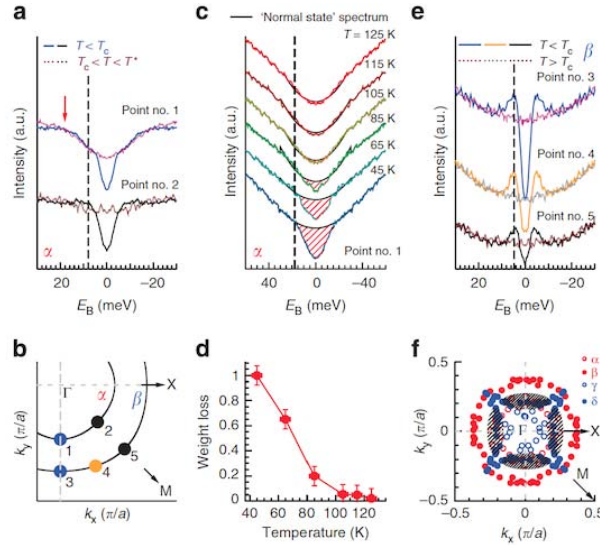 a
T < Tc
Tc < T < T*
Point no. 1
Point no. 2
α
Intensity (a.u.)
20 0 −20
EB (meV)
c
'Normal state' spectrum
T = 125 K
115 K
105 K
85 K
65 K
45 K
Point no. 1
α
Intensity (a.u.)
40 0 −40
EB (meV)
e
T < Tc
β
T > Tc
Point no. 3
Point no. 4
Point no. 5
Intensity (a.u.)
20 0 −20
EB (meV)
b
Γ
X
α
β
1
2
3
4
5
M
ky (π/a)
kx (π/a)
d
Weight loss
1
0.8
0.6
0.4
0.2
0
40 60 80 100 120 140
Temperature (K)
f
α
β
γ
δ
Γ
X
M
0.5
0.0
−0.5
ky (π/a)
−0.5 0.0 0.5
kx (π/a)